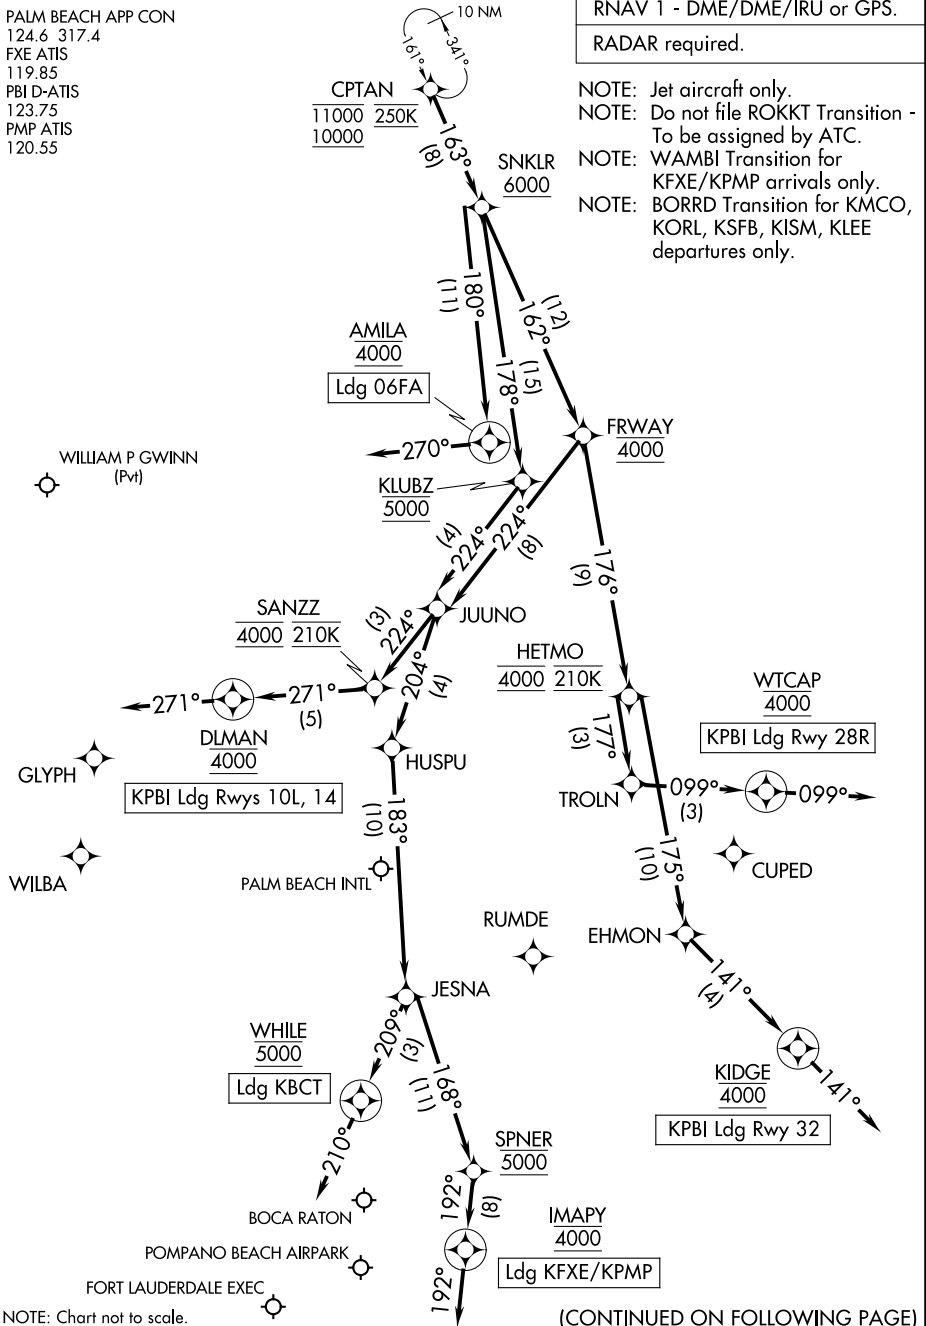 PALM BEACH APP CON
124.6 317.4
FXE ATIS
119.85
PBI D-ATIS
123.75
PMP ATIS
120.55
RNAV 1 - DME/DME/IRU or GPS.
RADAR required.
NOTE: Jet aircraft only.
NOTE: Do not file ROKKT Transition -
To be assigned by ATC.
NOTE: WAMBI Transition for
KFXE/KPMP arrivals only.
NOTE: BORRD Transition for KMCO,
KORL, KSFB, KISM, KLEE
departures only.
10 NM
161°
341°
CPTAN
11000 250K
10000
163°
(8)
SNKLR
6000
180°
(11)
178°
(15)
162°
(12)
AMILA
4000
Ldg 06FA
270°
FRWAY
4000
WILLIAM P GWINN
(Pvt)
KLUBZ
5000
224°
(4)
224°
(8)
176°
(9)
JUUNO
SANZZ
4000 210K
224°
(3)
204°
(4)
HETMO
4000 210K
177°
(3)
WTCAP
4000
KPBI Ldg Rwy 28R
271°
271°
(5)
DLMAN
4000
KPBI Ldg Rwys 10L, 14
GLYPH
HUSPU
TROLN
099°
(3)
099°
183°
(10)
175°
(10)
WILBA
PALM BEACH INTL
CUPED
RUMDE
EHMON
141°
(4)
JESNA
WHILE
5000
Ldg KBCT
209°
(3)
168°
(11)
KIDGE
4000
KPBI Ldg Rwy 32
141°
210°
SPNER
5000
192°
(8)
BOCA RATON
IMAPY
4000
Ldg KFXE/KPMP
POMPANO BEACH AIRPARK
FORT LAUDERDALE EXEC
192°
NOTE: Chart not to scale.
(CONTINUED ON FOLLOWING PAGE)